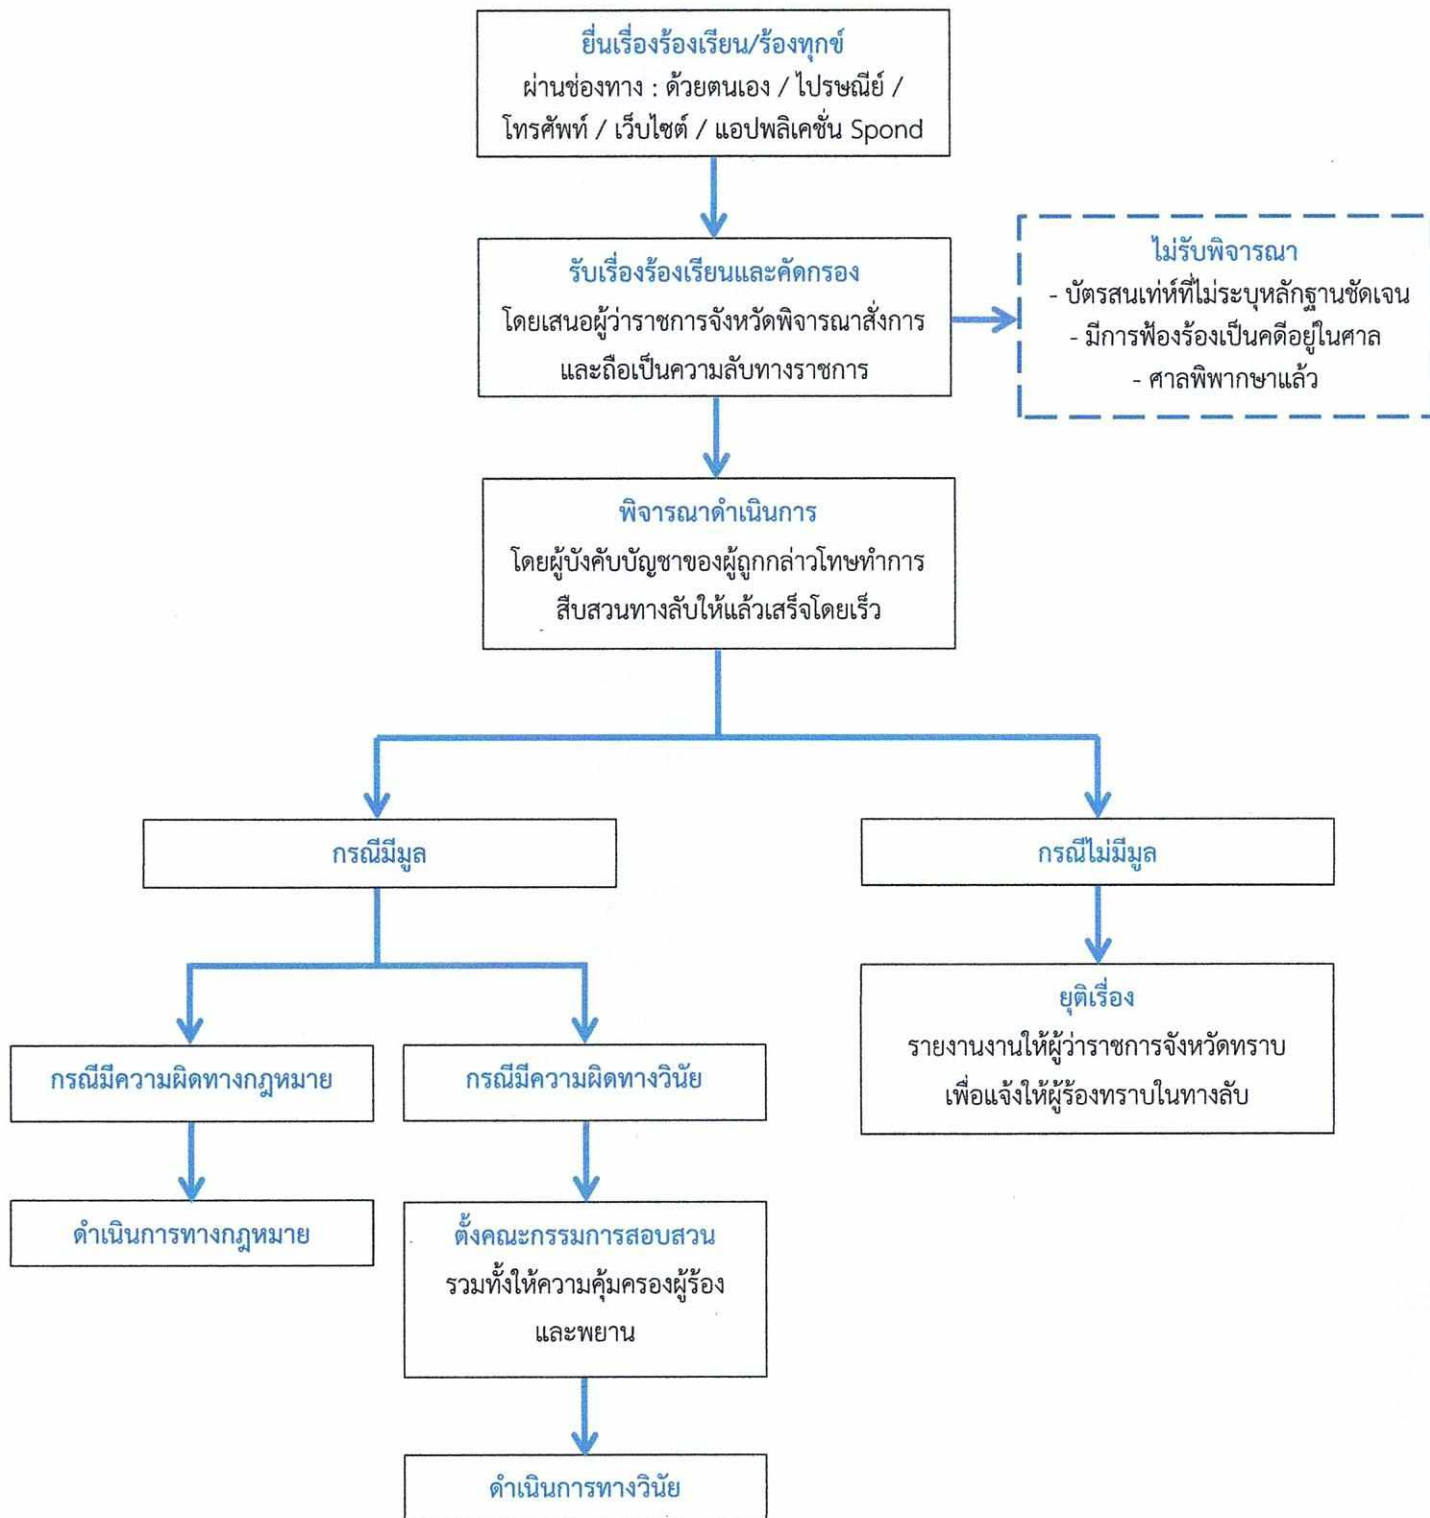 ยื่นเรื่องร้องเรียน/ร้องทุกข์
ผ่านช่องทาง : ด้วยตนเอง / ไปรษณีย์ /
โทรศัพท์ / เว็บไซต์ / แอปพลิเคชั่น Spond
รับเรื่องร้องเรียนและคัดกรอง
โดยเสนอผู้ว่าราชการจังหวัดพิจารณาสั่งการ
และถือเป็นความลับทางราชการ
ไม่รับพิจารณา
- บัตรสนเท่ห์ที่ไม่ระบุหลักฐานชัดเจน
- มีการฟ้องร้องเป็นคดีอยู่ในศาล
- ศาลพิพากษาแล้ว
พิจารณาดำเนินการ
โดยผู้บังคับบัญชาของผู้ถูกกล่าวโทษทำการ
สืบสวนทางลับให้แล้วเสร็จโดยเร็ว
กรณีมีมูล
กรณีไม่มีมูล
ยุติเรื่อง
รายงานงานให้ผู้ว่าราชการจังหวัดทราบ
เพื่อแจ้งให้ผู้ร้องทราบในทางลับ
กรณีมีความผิดทางกฎหมาย
กรณีมีความผิดทางวินัย
ดำเนินการทางกฎหมาย
ตั้งคณะกรรมการสอบสวน
รวมทั้งให้ความคุ้มครองผู้ร้อง
และพยาน
ดำเนินการทางวินัย